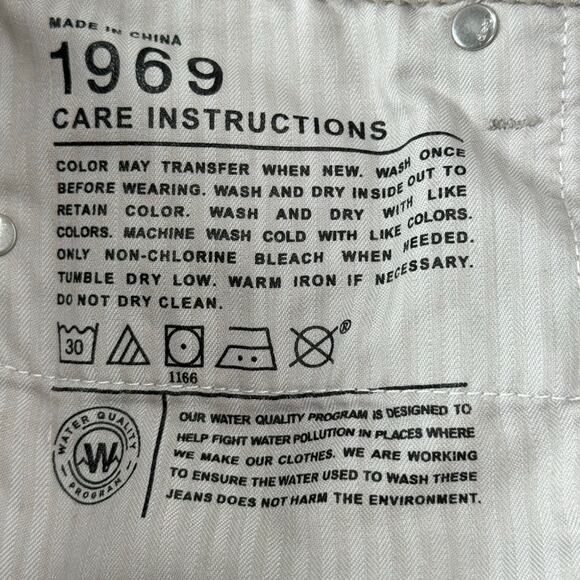 MADE IN CHINA
1969
CARE INSTRUCTIONS
COLOR MAY TRANSFER WHEN NEW. WASH ONCE
BEFORE WEARING. WASH AND DRY INSIDE OUT TO
RETAIN COLOR. WASH AND DRY WITH LIKE
COLORS. MACHINE WASH COLD WITH LIKE COLORS.
ONLY NON-CHLORINE BLEACH WHEN NEEDED.
TUMBLE DRY LOW. WARM IRON IF NECESSARY.
DO NOT DRY CLEAN.
30
®
1166
WATER QUALITY
W
PROGRAM
OUR WATER QUALITY PROGRAM IS DESIGNED TO
HELP FIGHT WATER POLLUTION IN PLACES WHERE
WE MAKE OUR CLOTHES. WE ARE WORKING
TO ENSURE THE WATER USED TO WASH THESE
JEANS DOES NOT HARM THE ENVIRONMENT.